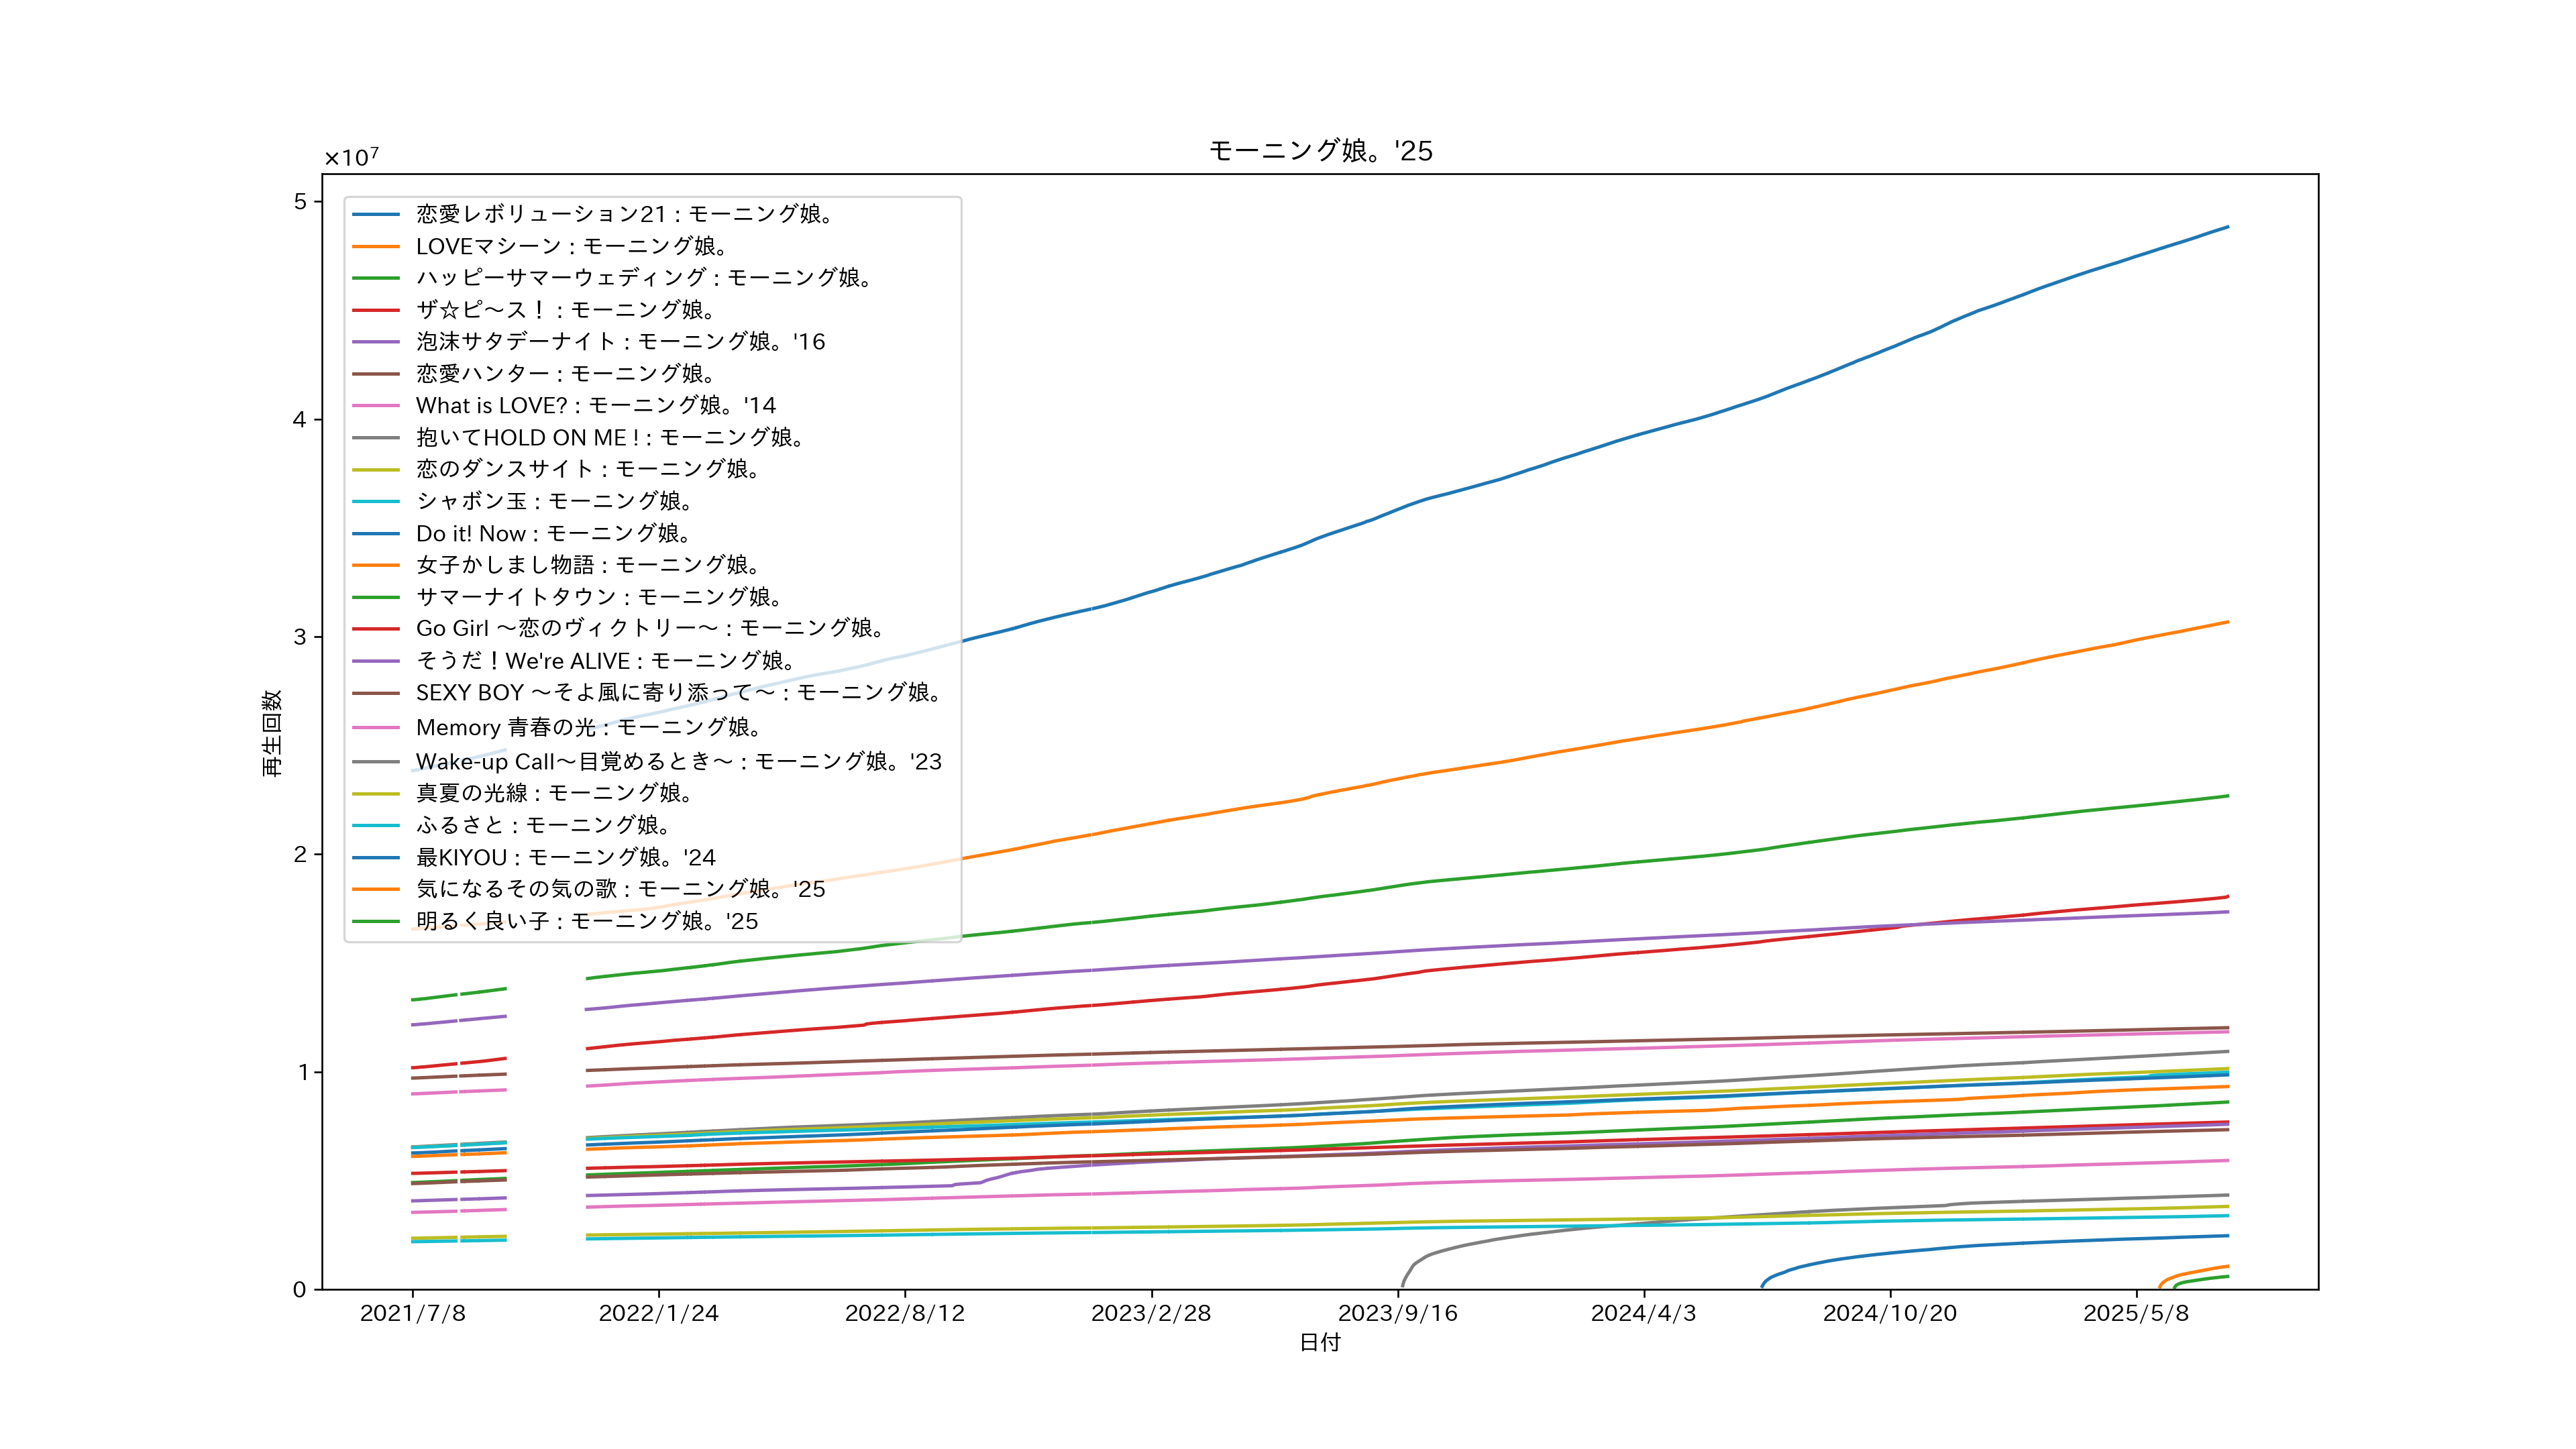 モーニング娘。'25
×10⁷
5
4
3
2
1
0
再生回数
恋愛レボリューション21 : モーニング娘。
LOVEマシーン : モーニング娘。
ハッピーサマーウェディング : モーニング娘。
ザ☆ピ〜ス！ : モーニング娘。
泡沫サタデーナイト : モーニング娘。'16
恋愛ハンター : モーニング娘。
What is LOVE? : モーニング娘。'14
抱いてHOLD ON ME ! : モーニング娘。
恋のダンスサイト : モーニング娘。
シャボン玉 : モーニング娘。
Do it! Now : モーニング娘。
女子かしまし物語 : モーニング娘。
サマーナイトタウン : モーニング娘。
Go Girl 〜恋のヴィクトリー〜 : モーニング娘。
そうだ！We're ALIVE : モーニング娘。
SEXY BOY 〜そよ風に寄り添って〜 : モーニング娘。
Memory 青春の光 : モーニング娘。
Wake-up Call〜目覚めるとき〜 : モーニング娘。'23
真夏の光線 : モーニング娘。
ふるさと : モーニング娘。
最KIYOU : モーニング娘。'24
気になるその気の歌 : モーニング娘。'25
明るく良い子 : モーニング娘。'25
2021/7/8 2022/1/24 2022/8/12 2023/2/28 2023/9/16 2024/4/3 2024/10/20 2025/5/8
日付